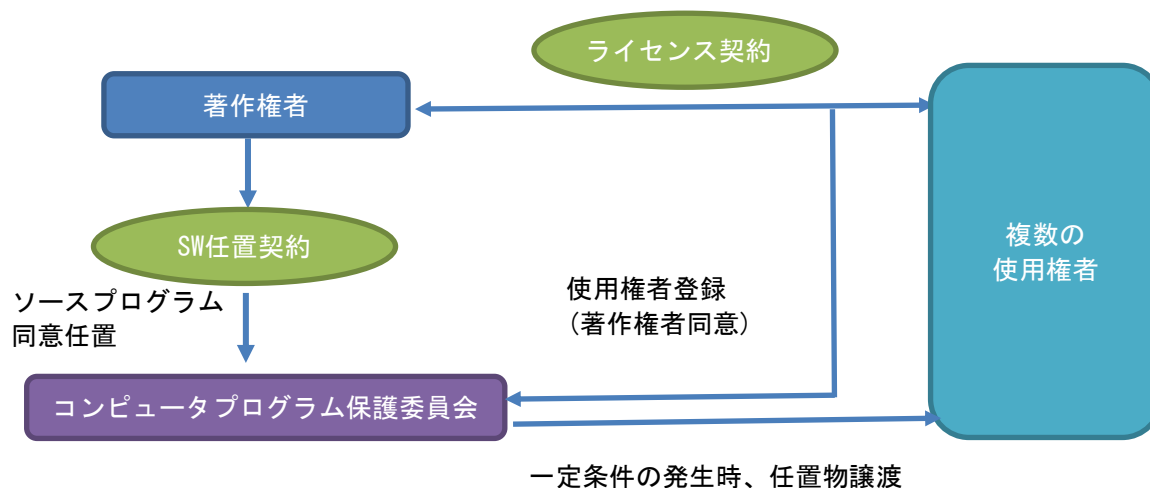 ライセンス契約
著作権者
SW任置契約
複数の
使用権者
ソースプログラム
同意任置
使用権者登録
(著作権者同意)
コンピュータプログラム保護委員会
一定条件の発生時、任置物譲渡